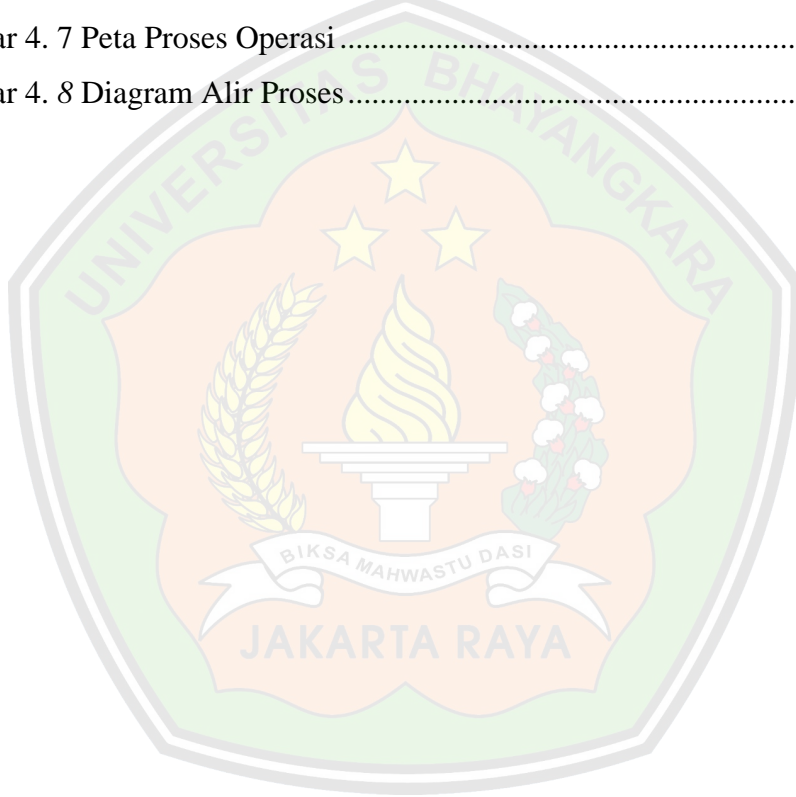 ar 4. 7 Peta Proses Operasi ..........................................................
ar 4. 8 Diagram Alir Proses .........................................................
UNIVERSITAS BHAYANGKARA
BIKSA MAHWASTU DASI
JAKARTA RAYA